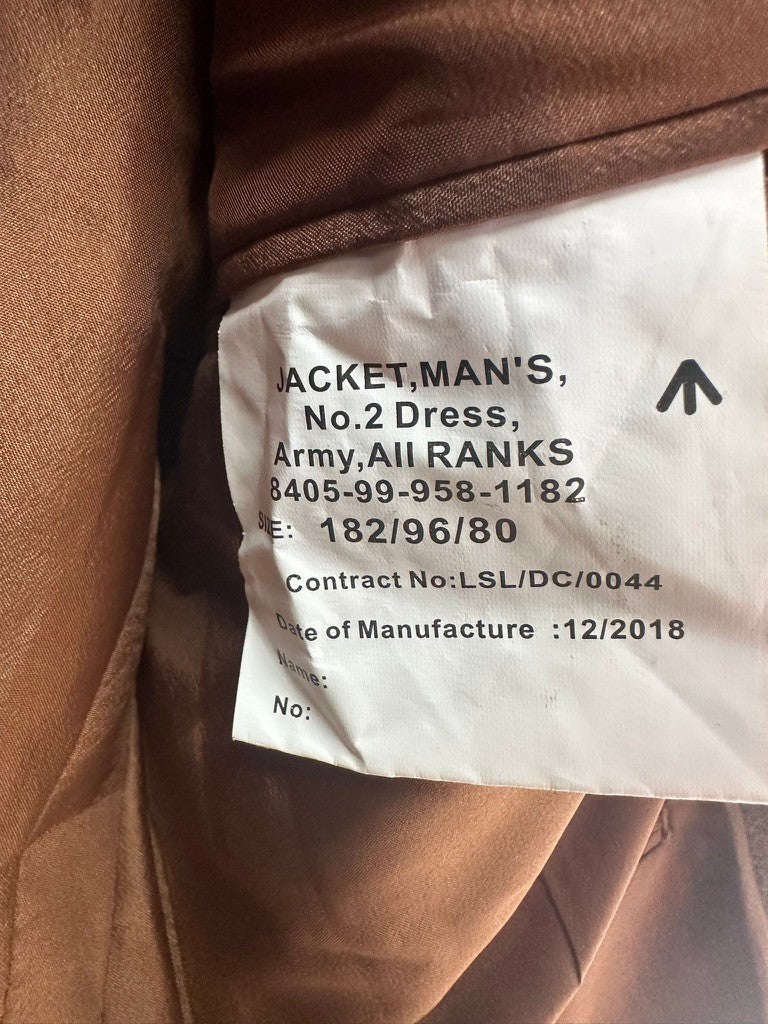 JACKET,MAN'S,
No.2 Dress,
Army,All RANKS
8405-99-958-1182
SIZE: 182/96/80
Contract No:LSL/DC/0044
Date of Manufacture :12/2018
Name:
No: